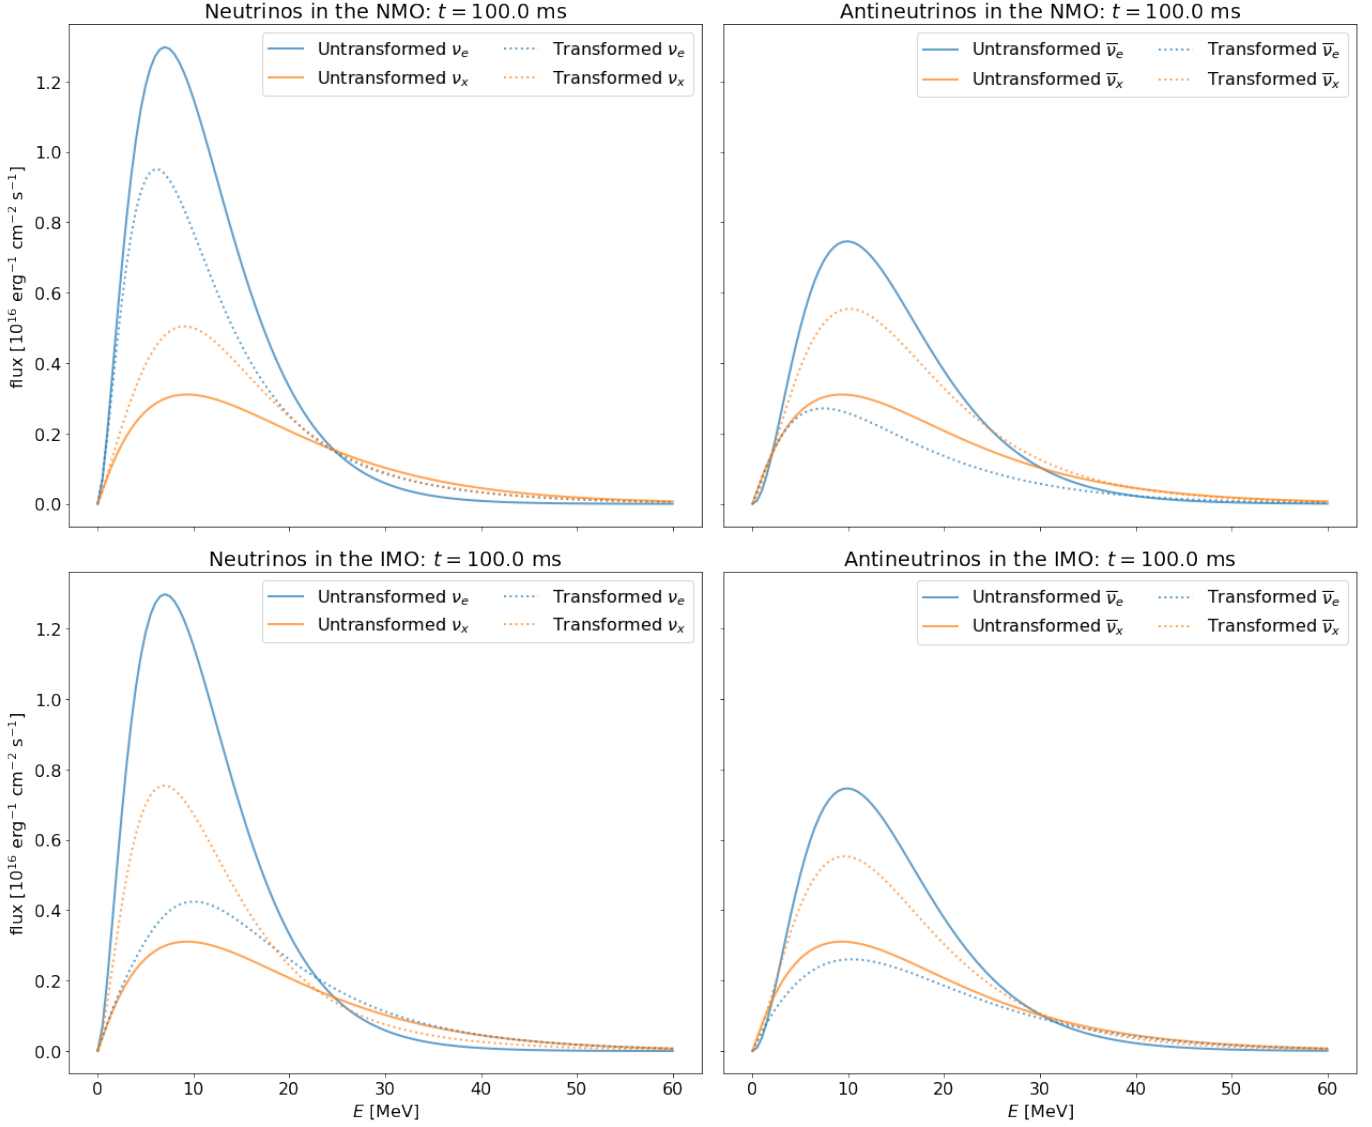 Neutrinos in the NMO: t = 100.0 ms
Untransformed νₑ
Transformed νₑ
Untransformed νₓ
Transformed νₓ
flux [10¹⁶ erg⁻¹ cm⁻² s⁻¹]
1.2
1.0
0.8
0.6
0.4
0.2
0.0
Antineutrinos in the NMO: t = 100.0 ms
Untransformed ν̅ₑ
Transformed ν̅ₑ
Untransformed ν̅ₓ
Transformed ν̅ₓ
Neutrinos in the IMO: t = 100.0 ms
Untransformed νₑ
Transformed νₑ
Untransformed νₓ
Transformed νₓ
flux [10¹⁶ erg⁻¹ cm⁻² s⁻¹]
1.2
1.0
0.8
0.6
0.4
0.2
0.0
0 10 20 30 40 50 60
E [MeV]
Antineutrinos in the IMO: t = 100.0 ms
Untransformed ν̅ₑ
Transformed ν̅ₑ
Untransformed ν̅ₓ
Transformed ν̅ₓ
0 10 20 30 40 50 60
E [MeV]